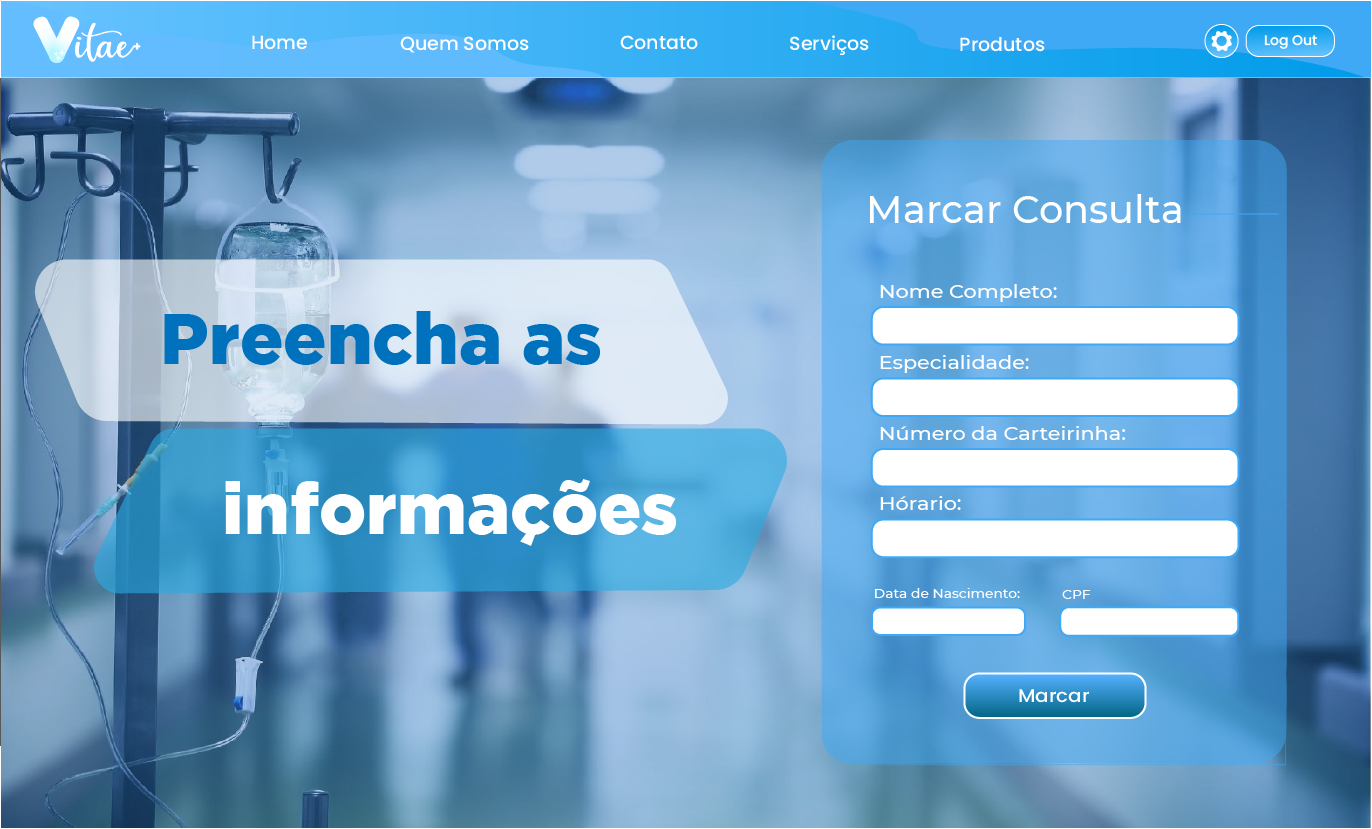 Vitae
Home
Quem Somos
Contato
Serviços
Produtos
Log Out
Preencha as
informações
Marcar Consulta
Nome Completo:
Especialidade:
Número da Carteirinha:
Hórario:
Data de Nascimento:
CPF
Marcar